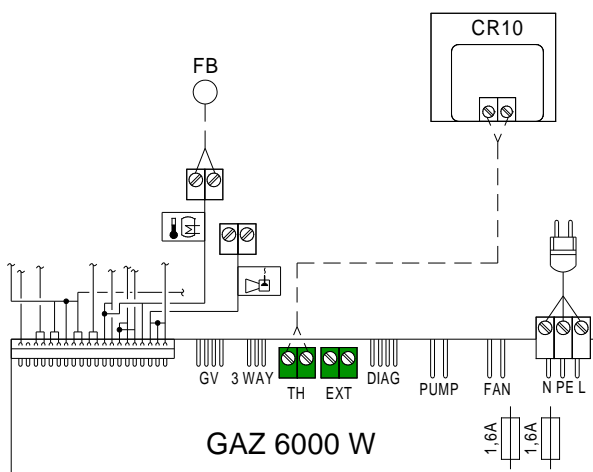 CR10
FB
GV 3 WAY TH EXT DIAG PUMP FAN N PE L
1,6A 1,6A
GAZ 6000 W